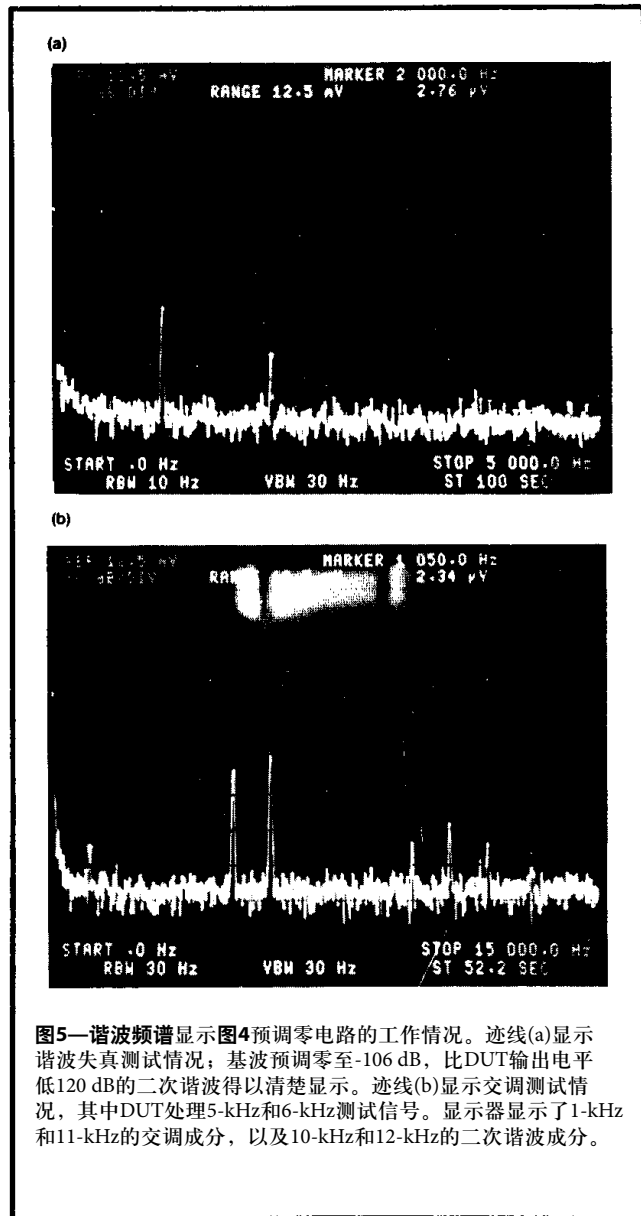 (a)
MARKER 2 000.0 Hz
RANGE 12.5 mV 2.76 μV
START .0 Hz STOP 5 000.0 Hz
RBW 10 Hz VBW 30 Hz ST 100 SEC
(b)
MARKER 1 050.0 Hz
2.34 μV
START .0 Hz STOP 15 000.0 Hz
RBW 30 Hz VBW 30 Hz ST 52.2 SEC
图5—谐波频谱显示图4预调零电路的工作情况。迹线(a)显示
谐波失真测试情况；基波预调零至-106 dB，比DUT输出电平
低120 dB的二次谐波得以清楚显示。迹线(b)显示交调测试情
况，其中DUT处理5-kHz和6-kHz测试信号。显示器显示了1-kHz
和11-kHz的交调成分，以及10-kHz和12-kHz的二次谐波成分。